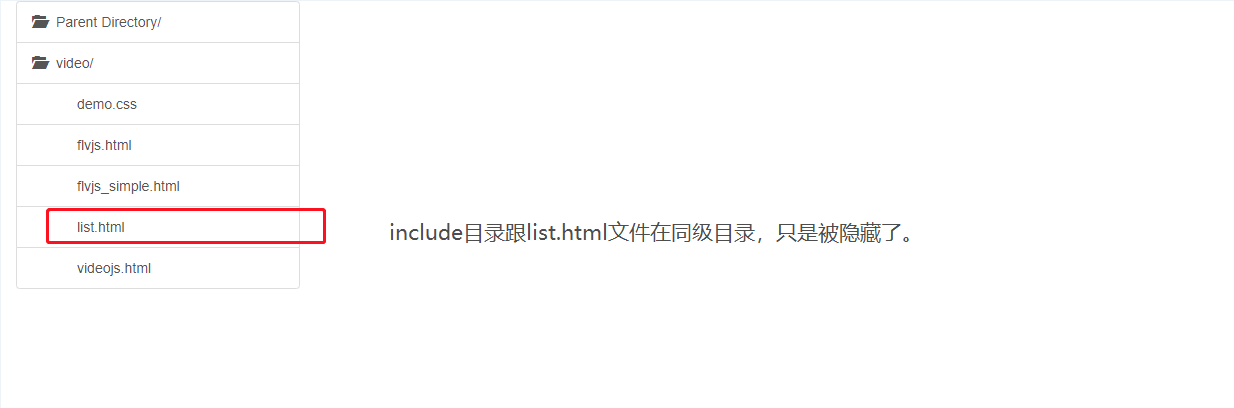 Parent Directory/
video/
demo.css
flvjs.html
flvjs_simple.html
list.html
include目录跟list.html文件在同级目录，只是被隐藏了。
videojs.html